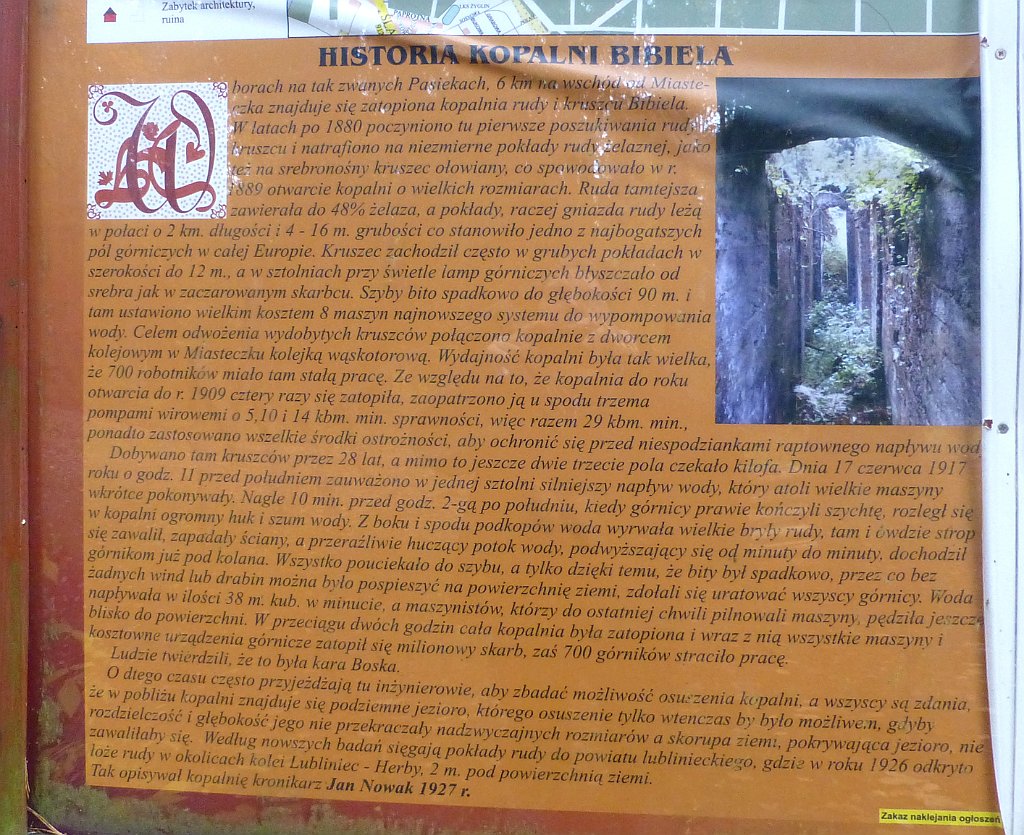 Zabytek architektury,
ruina
PAPROTNA
LKS ŻYGLIN
HISTORIA KOPALNI BIBIELA
W borach na tak zwanych Pasiekach, 6 km na wschód od Miaste-
czka znajduje się zatopiona kopalnia rudy i kruszcu Bibiela.
W latach po 1880 poczyniono tu pierwsze poszukiwania rudy i
kruszcu i natrafiono na niezmierne pokłady rudy żelaznej, jako
też na srebronośny kruszec ołowiany, co spowodowało w r.
1889 otwarcie kopalni o wielkich rozmiarach. Ruda tamtejsza
zawierała do 48% żelaza, a pokłady, raczej gniazda rudy leżą
w połaci o 2 km. długości i 4 - 16 m. grubości co stanowiło jedno z najbogatszych
pól górniczych w całej Europie. Kruszec zachodził często w grubych pokładach w
szerokości do 12 m., a w sztolniach przy świetle lamp górniczych błyszczało od
srebra jak w zaczarowanym skarbcu. Szyby bito spadkowo do głębokości 90 m. i
tam ustawiono wielkim kosztem 8 maszyn najnowszego systemu do wypompowania
wody. Celem odwożenia wydobytych kruszców połączono kopalnie z dworcem
kolejowym w Miasteczku kolejką wąskotorową. Wydajność kopalni była tak wielka,
że 700 robotników miało tam stałą pracę. Ze względu na to, że kopalnia do roku
otwarcia do r. 1909 cztery razy się zatopiła, zaopatrzono ją u spodu trzema
pompami wirowemi o 5,10 i 14 kbm. min. sprawności, więc razem 29 kbm. min.,
ponadto zastosowano wszelkie środki ostrożności, aby ochronić się przed niespodziankami raptownego napływu wod
Dobywano tam kruszców przez 28 lat, a mimo to jeszcze dwie trzecie pola czekało kilofa. Dnia 17 czerwca 1917
roku o godz. 11 przed południem zauważono w jednej sztolni silniejszy napływ wody, który atoli wielkie maszyny
wkrótce pokonywały. Nagle 10 min. przed godz. 2-gą po południu, kiedy górnicy prawie kończyli szychtę, rozległ się
w kopalni ogromny huk i szum wody. Z boku i spodu podkopów woda wyrwała wielkie bryły rudy, tam i ówdzie strop
się zawalił, zapadały ściany, a przeraźliwie huczący potok wody, podwyższający się od minuty do minuty, dochodził
górnikom już pod kolana. Wszystko pouciekało do szybu, a tylko dzięki temu, że bity był spadkowo, przez co bez
żadnych wind lub drabin można było pospieszyć na powierzchnię ziemi, zdołali się uratować wszyscy górnicy. Woda
napływała w ilości 38 m. kub. w minucie, a maszynistów, którzy do ostatniej chwili pilnowali maszyny, pędziła jeszcze
blisko do powierzchni. W przeciągu dwóch godzin cała kopalnia była zatopiona i wraz z nią wszystkie maszyny i
kosztowne urządzenia górnicze zatopił się milionowy skarb, zaś 700 górników straciło pracę.
Ludzie twierdzili, że to była kara Boska.
O dtego czasu często przyjeżdżają tu inżynierowie, aby zbadać możliwość osuszenia kopalni, a wszyscy są zdania,
że w pobliżu kopalni znajduje się podziemne jezioro, którego osuszenie tylko wtenczas by było możliwe.n, gdyby
rozdzielczość i głębokość jego nie przekraczały nadzwyczajnych rozmiarów a skorupa ziemi, pokrywająca jezioro, nie
zawaliłaby się. Według nowszych badań sięgają pokłady rudy do powiatu lublinieckiego, gdzie w roku 1926 odkryto
łoże rudy w okolicach kolei Lubliniec - Herby, 2 m. pod powierzchnią ziemi.
Tak opisywał kopalnię kronikarz Jan Nowak 1927 r.
Zakaz naklejania ogłoszeń